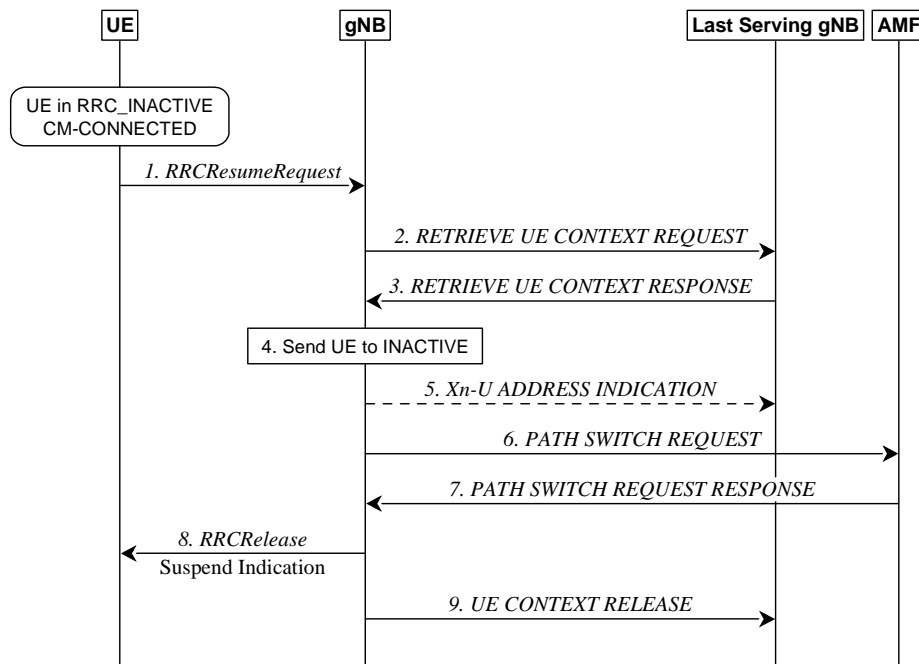 UE
gNB
Last Serving gNB
AMF
UE in RRC_INACTIVE
CM-CONNECTED
1. RRCResumeRequest
2. RETRIEVE UE CONTEXT REQUEST
3. RETRIEVE UE CONTEXT RESPONSE
4. Send UE to INACTIVE
5. Xn-U ADDRESS INDICATION
6. PATH SWITCH REQUEST
7. PATH SWITCH REQUEST RESPONSE
8. RRCRelease
Suspend Indication
9. UE CONTEXT RELEASE